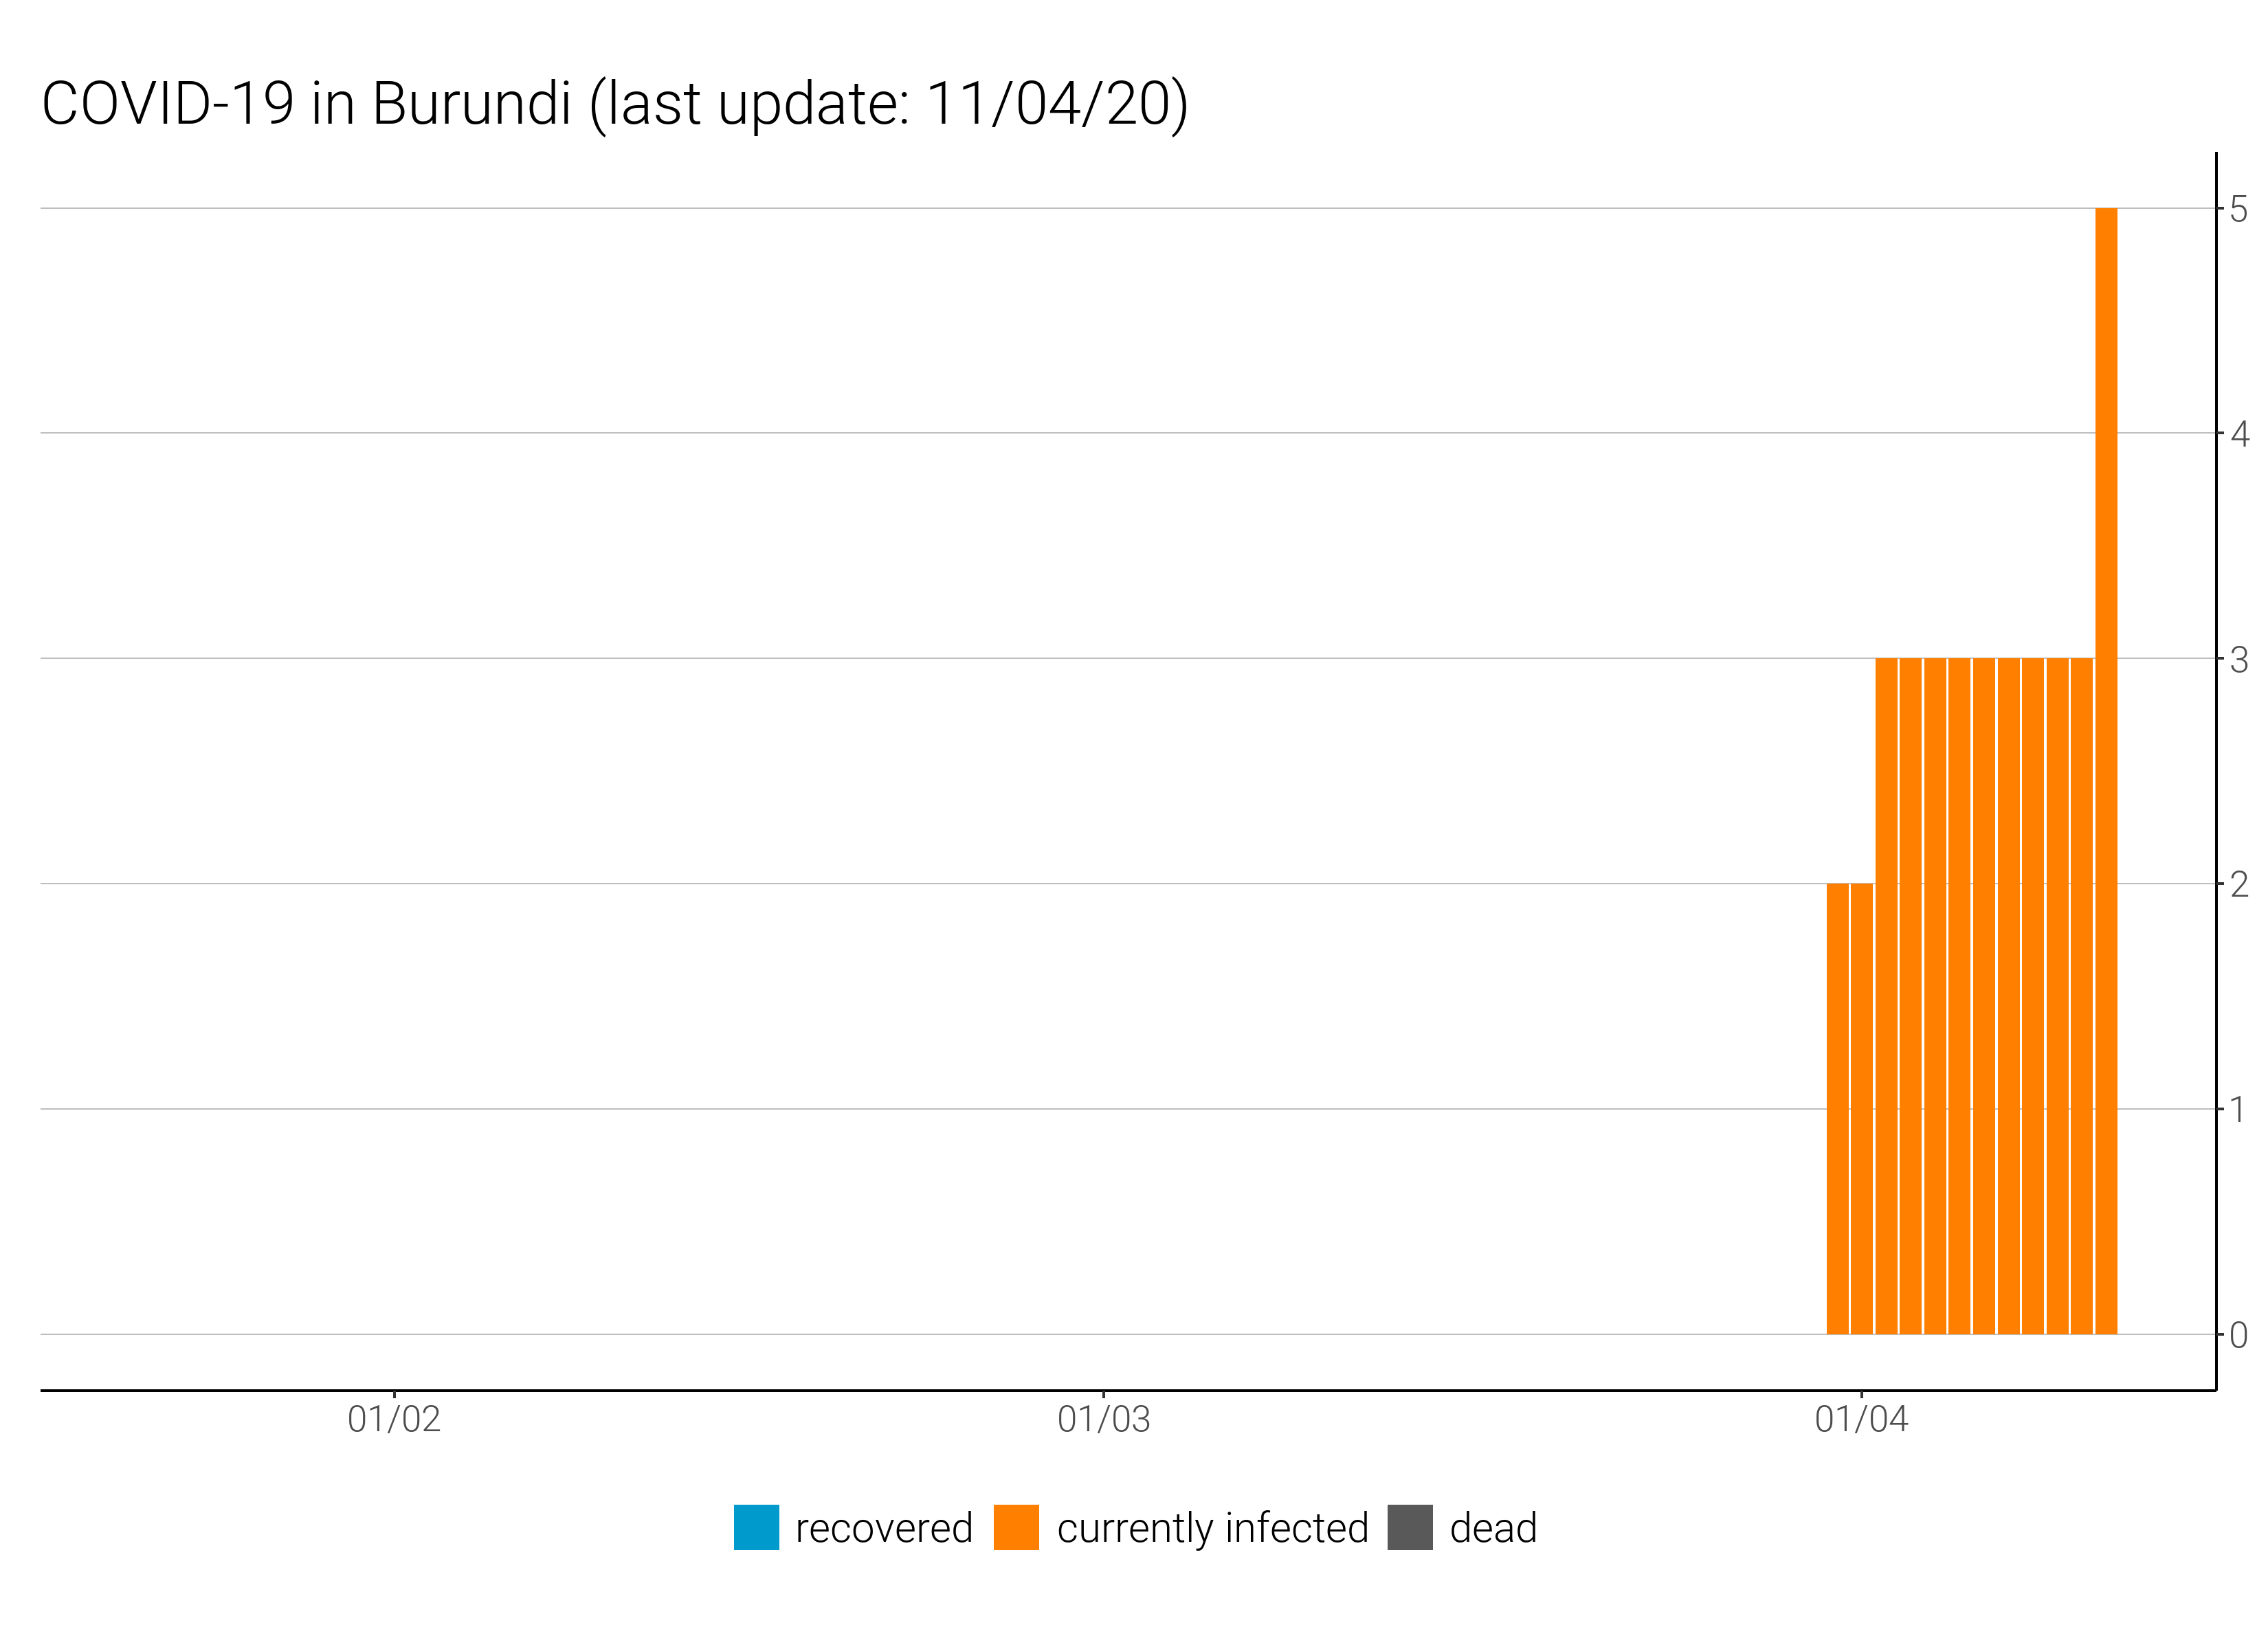 COVID-19 in Burundi (last update: 11/04/20)
5
4
3
2
1
0
01/02 01/03 01/04
recovered currently infected dead